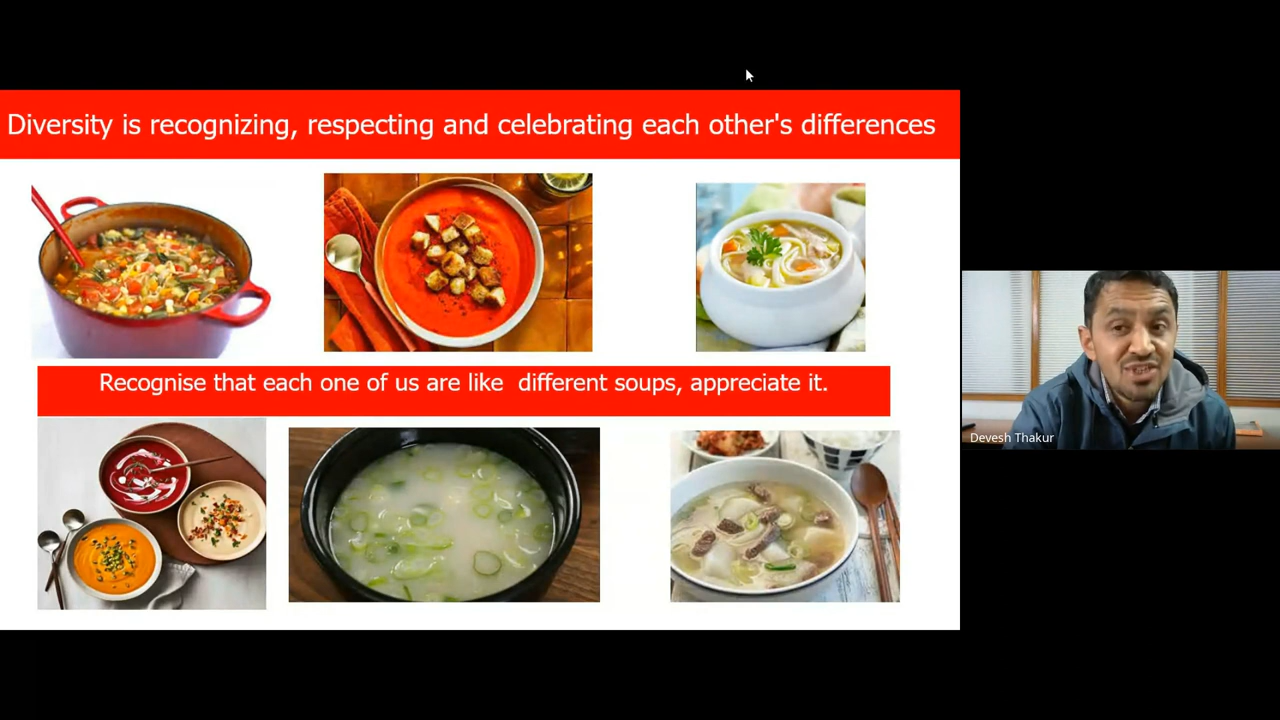 Diversity is recognizing, respecting and celebrating each other's differences
Recognise that each one of us are like  different soups, appreciate it.
Devesh Thakur